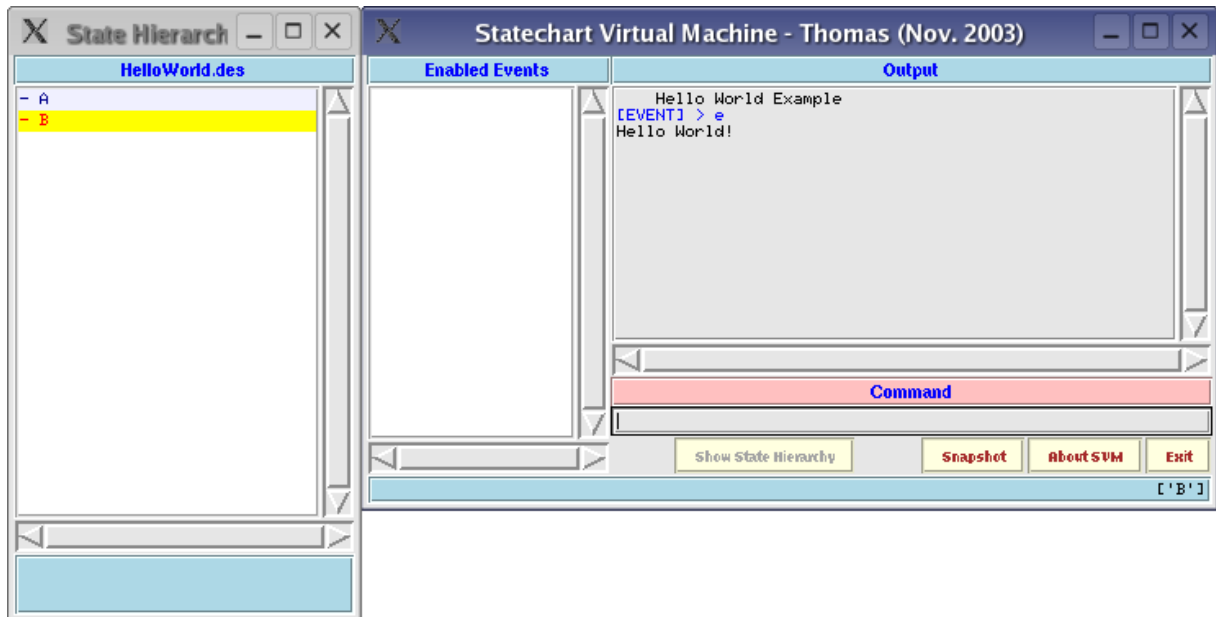 State Hierarch
HelloWorld.des
- A
- B
Statechart Virtual Machine - Thomas (Nov. 2003)
Enabled Events
Output
Hello World Example
[EVENT] > e
Hello World!
Command
Show State Hierarchy
Snapshot
About SVM
Exit
['B']